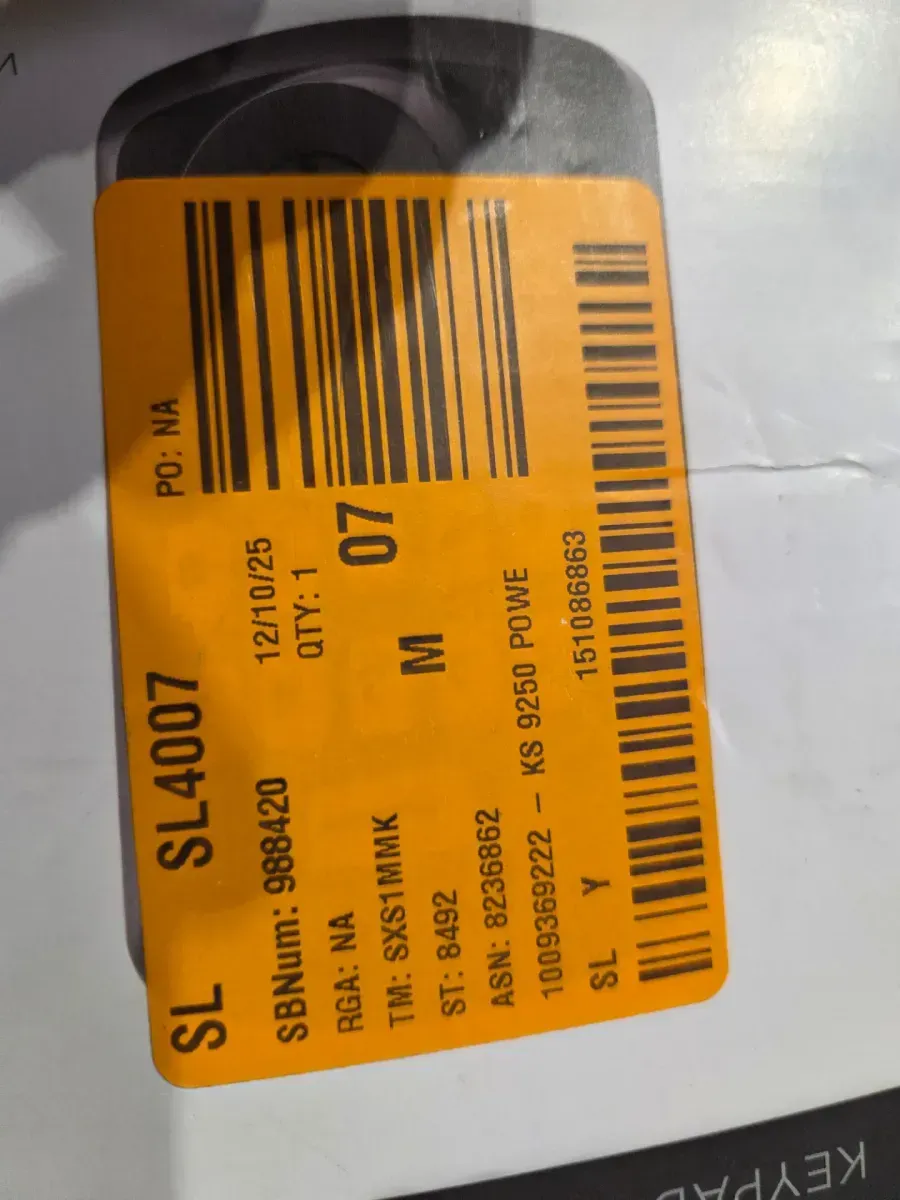 SL SL4007 PO: NA
SBNum: 988420 12/10/25
RGA: NA QTY: 1
TM: SXS1MMK 07
ST: 8492 M
ASN: 8236862
1009369222 – KS 9250 POWE
SL Y 151086863
KEYPAD